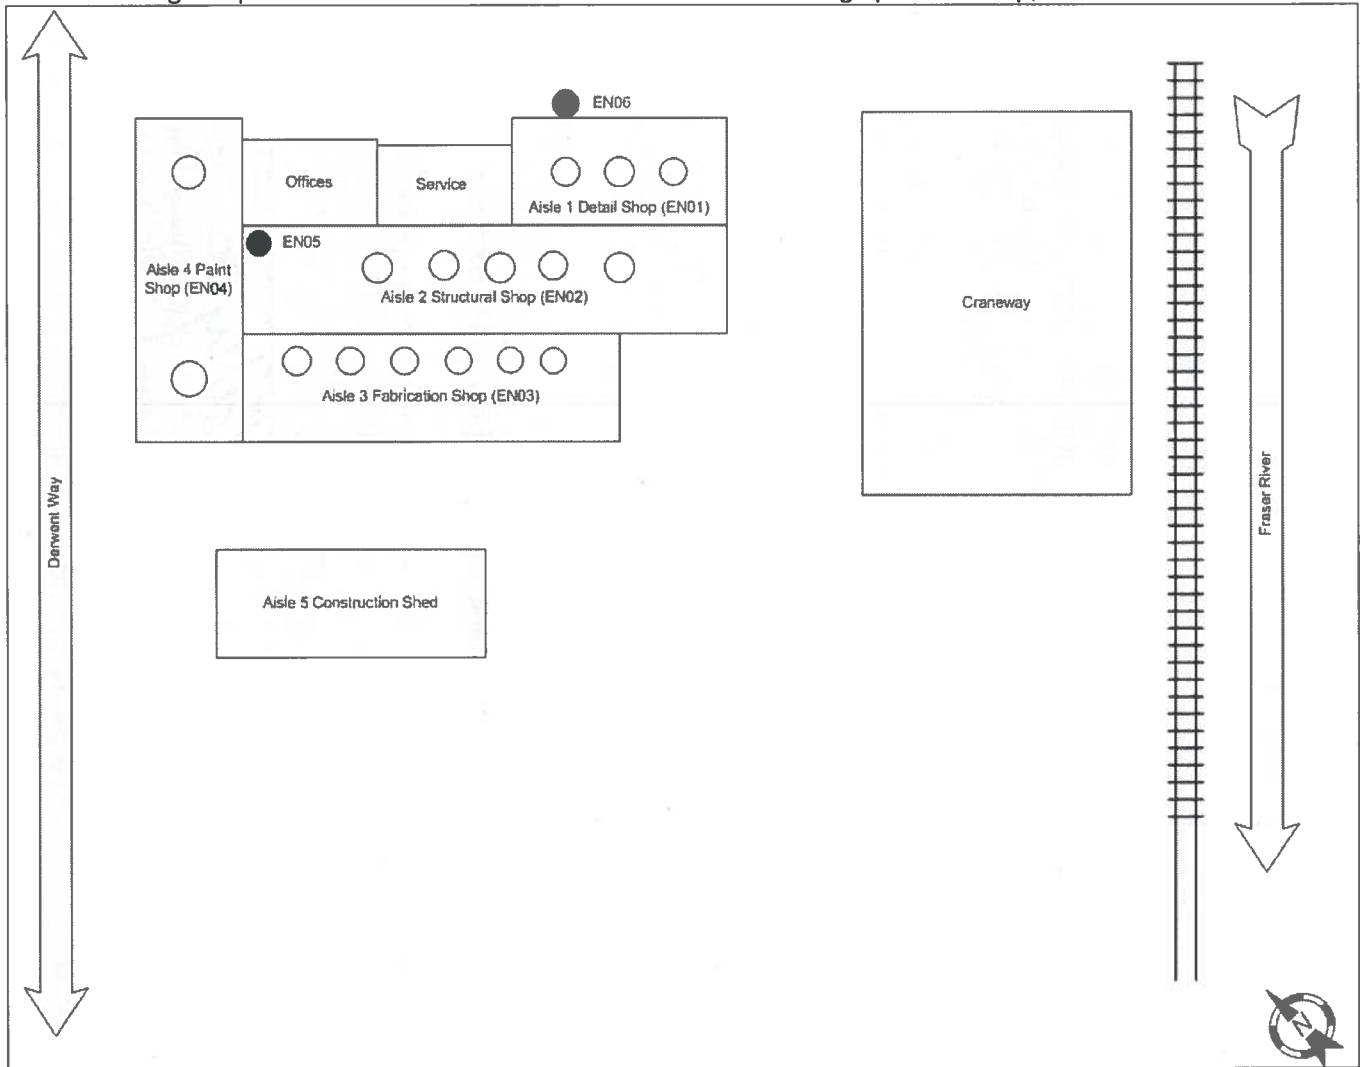 EN06
Offices
Service
Aisle 1 Detail Shop (EN01)
EN05
Aisle 4 Paint
Shop (EN04)
Aisle 2 Structural Shop (EN02)
Craneway
Aisle 3 Fabrication Shop (EN03)
Derwent Way
Fraser River
Aisle 5 Construction Shed
N